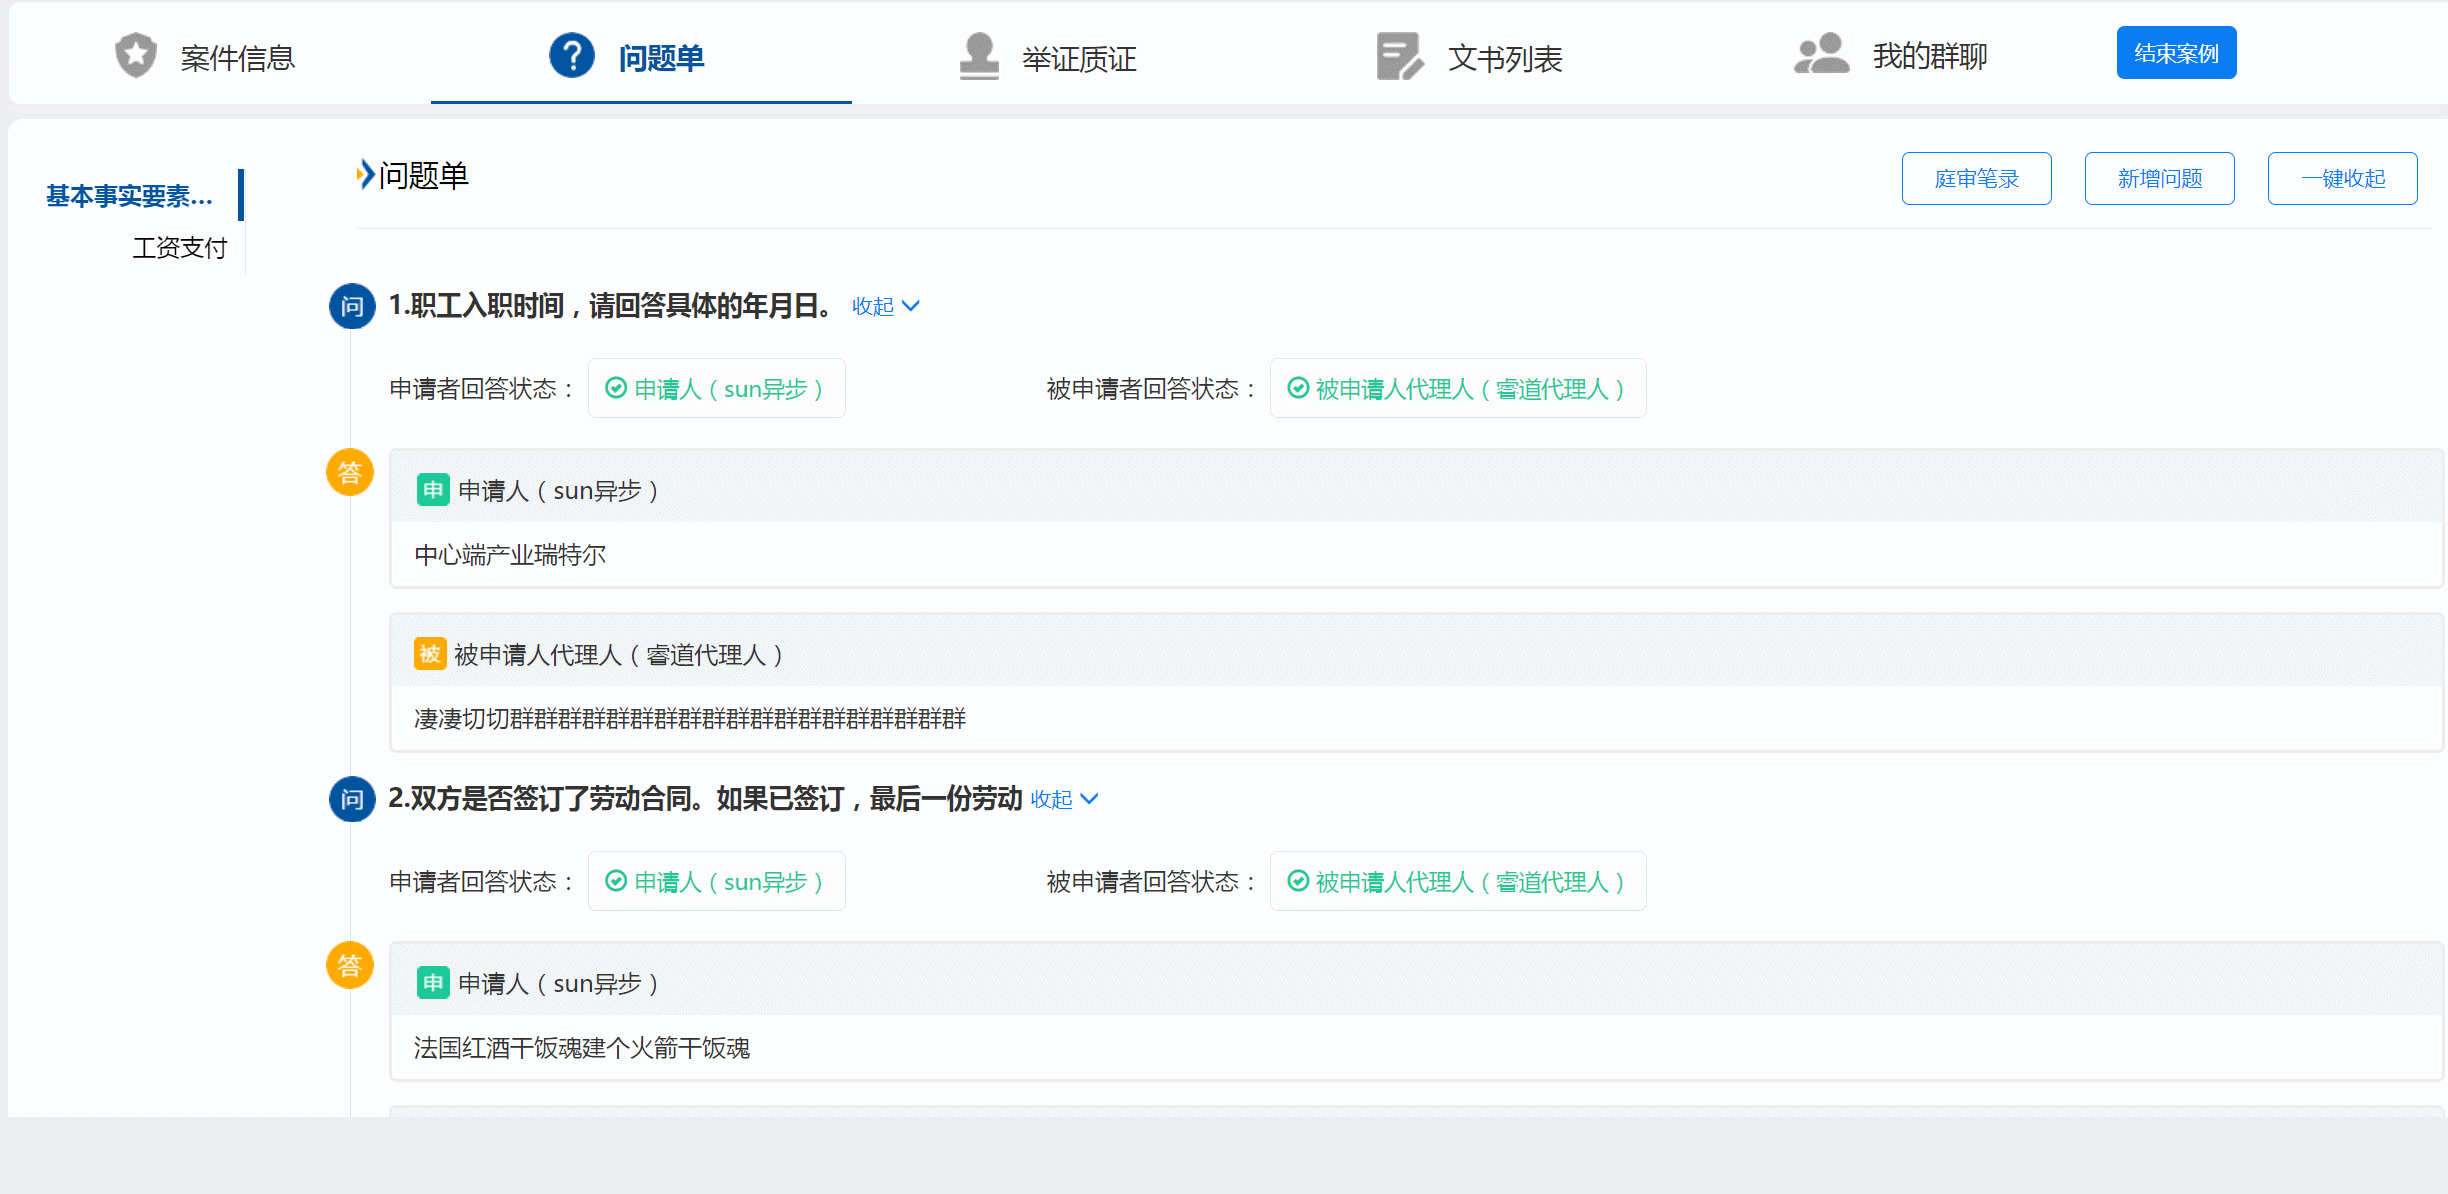 案件信息
问题单
举证质证
文书列表
我的群聊
结束案例
基本事实要素...
工资支付
问题单
庭审笔录
新增问题
一键收起
问 1.职工入职时间，请回答具体的年月日。 收起
申请者回答状态： 申请人（sun异步） 被申请者回答状态： 被申请人代理人（睿道代理人）
答
申 申请人（sun异步）
中心端产业瑞特尔
被 被申请人代理人（睿道代理人）
凄凄切切群群群群群群群群群群群群群群群群群群群
问 2.双方是否签订了劳动合同。如果已签订，最后一份劳动 收起
申请者回答状态： 申请人（sun异步） 被申请者回答状态： 被申请人代理人（睿道代理人）
答
申 申请人（sun异步）
法国红酒干饭魂建个火箭干饭魂